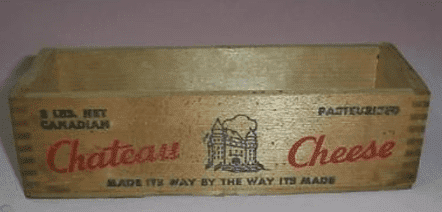 2 LBS. NET PASTEURIZED
CANADIAN
Chateau Cheese
MADE ITS WAY BY THE WAY ITS MADE